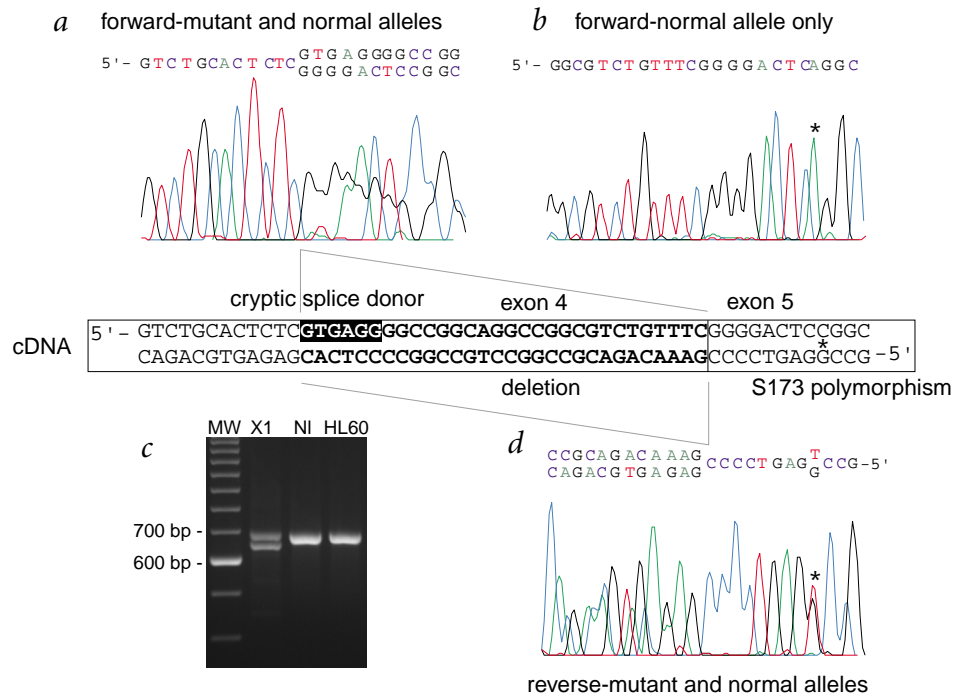 a forward-mutant and normal alleles
5'- GTCTGCACTCTC
GTGAGGGGCCGG
GGGGACTCCGGC
b forward-normal allele only
5'- GGCGTCTGTTTCGGGGACTCAGGC
*
cryptic splice donor exon 4 exon 5
cDNA
5'- GTCTGCACTCTCGTGAGGGGCCGGCAGGCCGGCGTCTGTTTCGGGGACTCCGGC
*
CAGACGTGAGAGCACTCCCCGGCCGTCCGGCCGCAGACAAAGCCCCTGAGGCCG-5'
deletion S173 polymorphism
c
MW X1 NI HL60
700 bp -
600 bp -
d
CCGCAGACAAAG
CAGACGTGAGAG
CCCCTGAG
T
G
CCG-5'
*
reverse-mutant and normal alleles